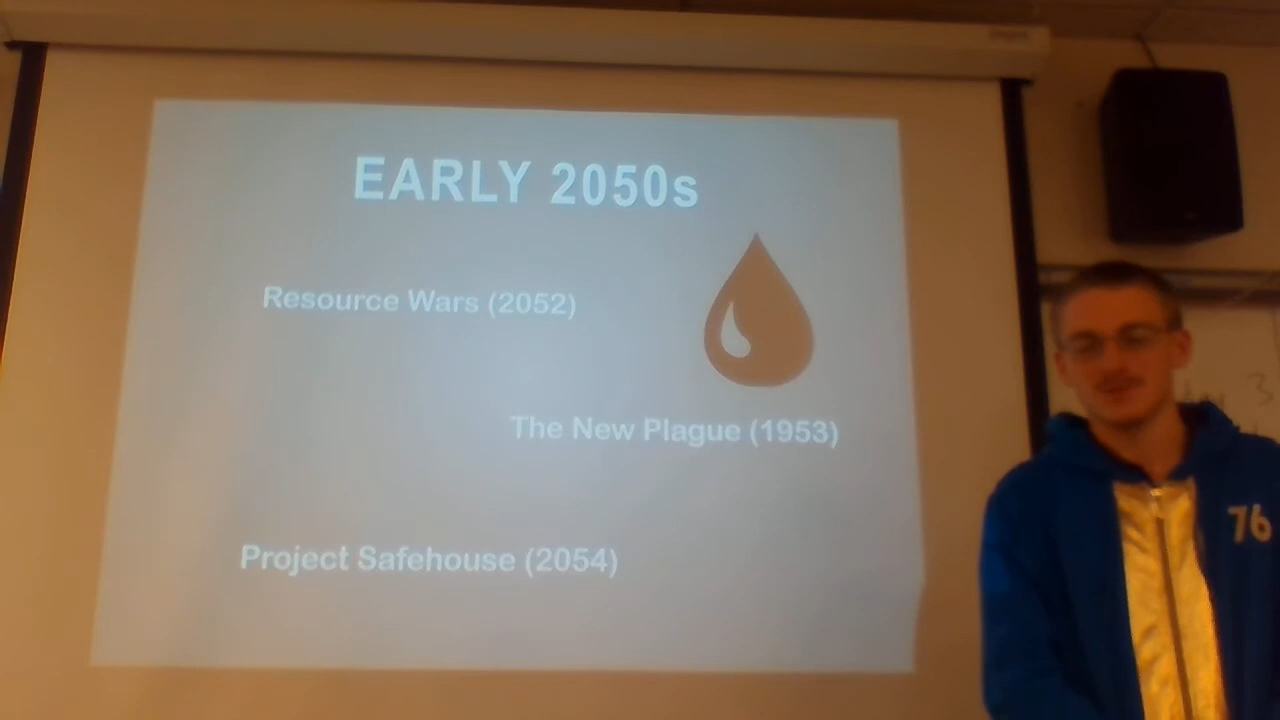 EARLY 2050s
Resource Wars (2052)
The New Plague (1953)
Project Safehouse (2054)
76